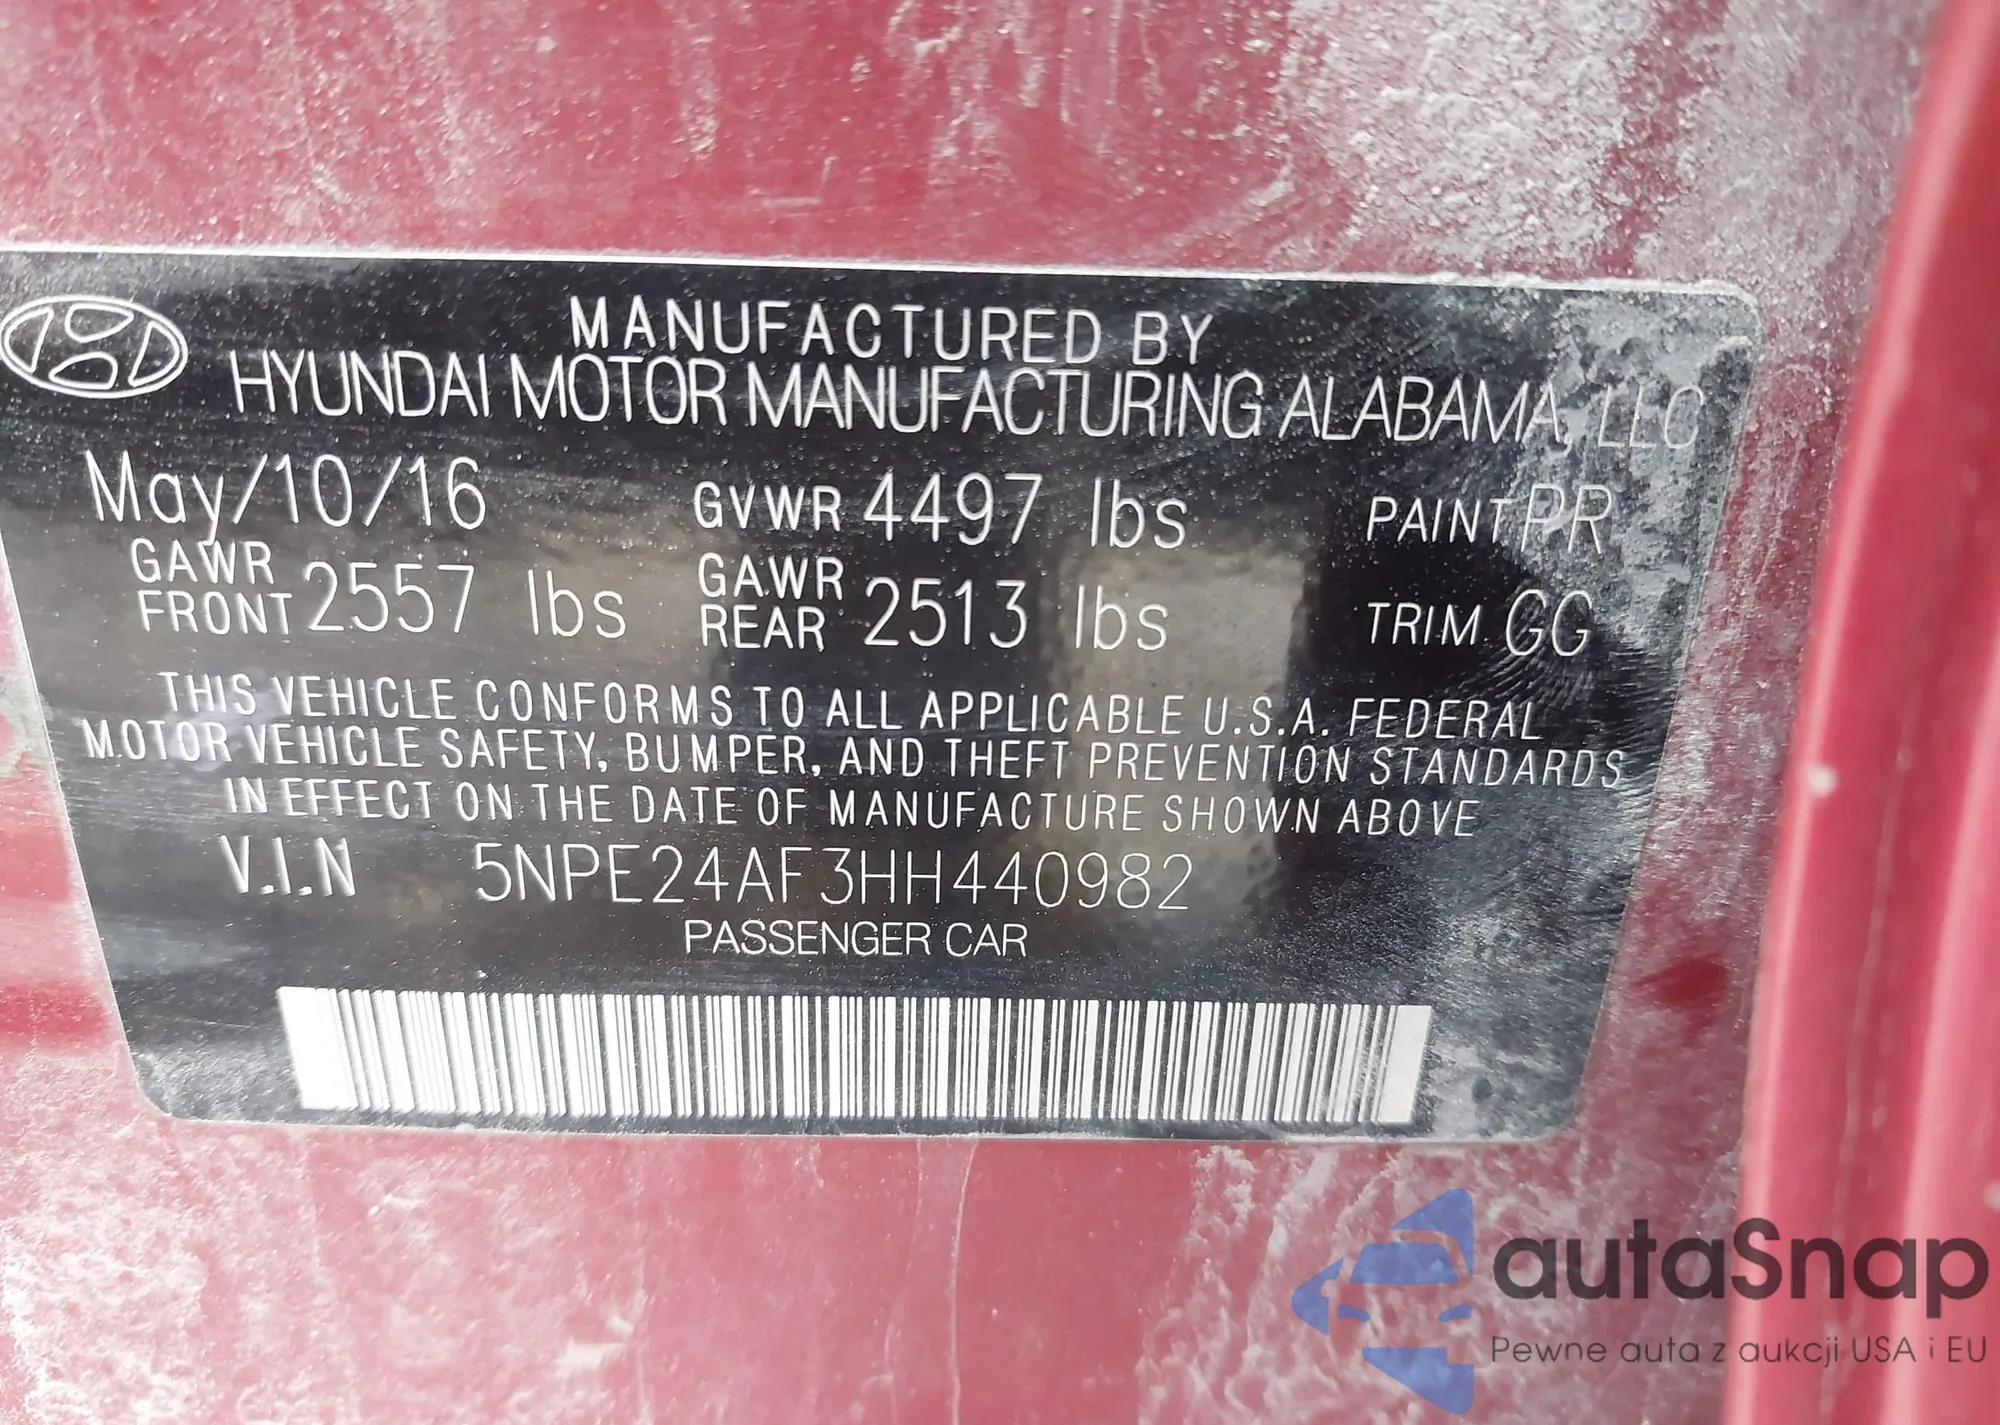 MANUFACTURED BY
HYUNDAI MOTOR MANUFACTURING ALABAMA, LLC
May/10/16 GVWR 4497 lbs PAINT PR
GAWR FRONT 2557 lbs GAWR REAR 2513 lbs TRIM GG
THIS VEHICLE CONFORMS TO ALL APPLICABLE U.S.A. FEDERAL
MOTOR VEHICLE SAFETY, BUMPER, AND THEFT PREVENTION STANDARDS
IN EFFECT ON THE DATE OF MANUFACTURE SHOWN ABOVE
V.I.N 5NPE24AF3HH440982
PASSENGER CAR
autaSnap
Pewne auta z aukcji USA i EU